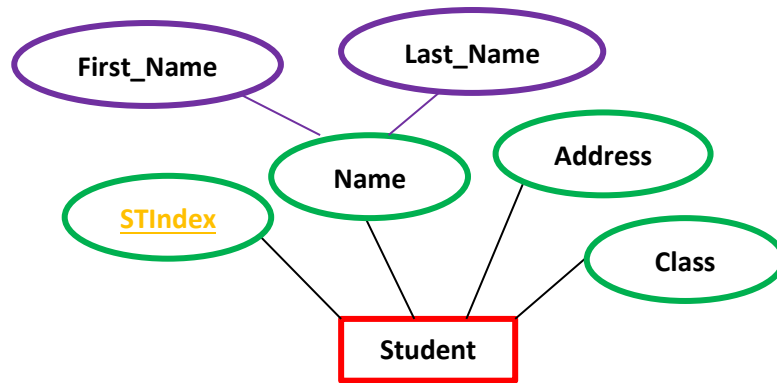 First_Name
Last_Name
Name
Address
STIndex
Class
Student